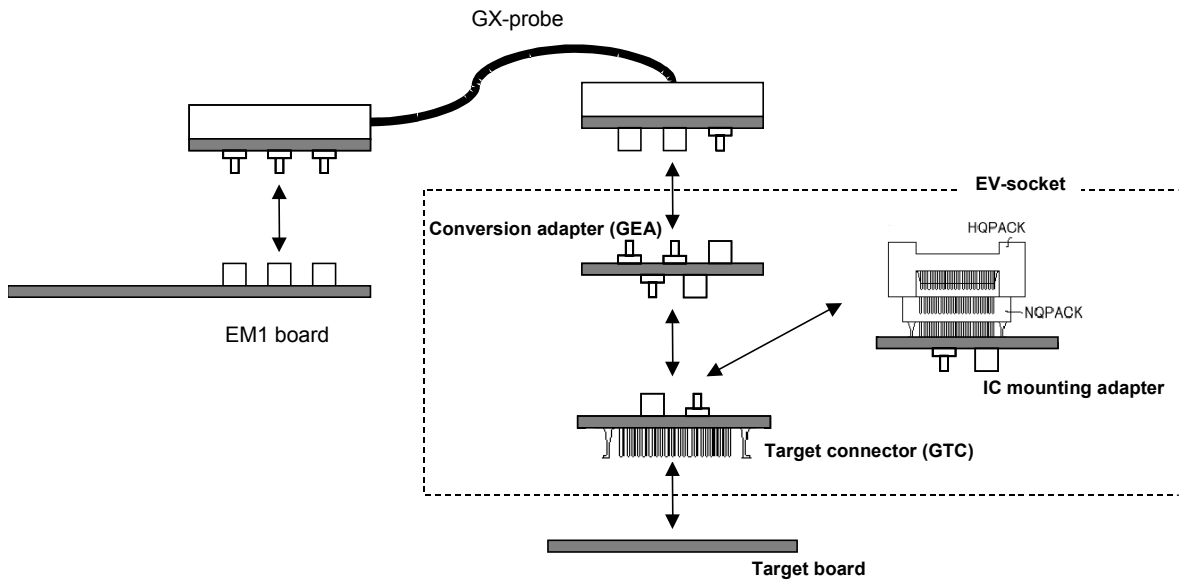 GX-probe
EV-socket
Conversion adapter (GEA)
HQPACK
NQPACK
EM1 board
IC mounting adapter
Target connector (GTC)
Target board